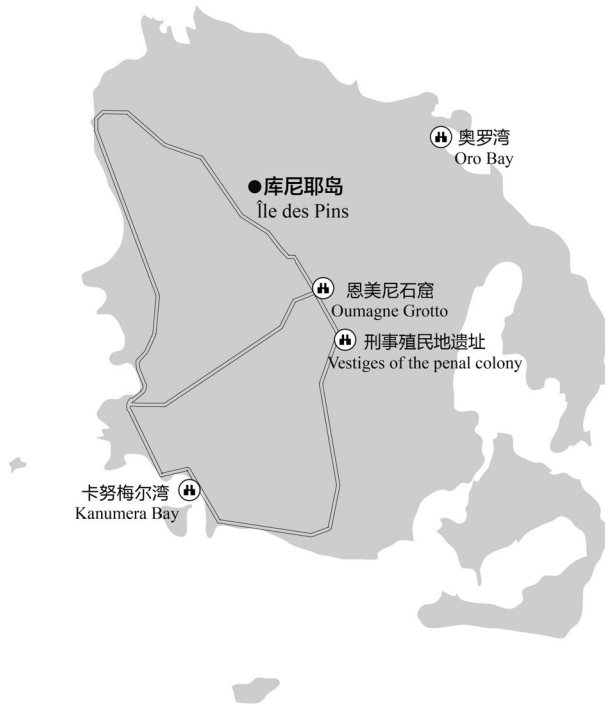 奥罗湾
Oro Bay
库尼耶岛
Île des Pins
恩美尼石窟
Oumagne Grotto
刑事殖民地遗址
Vestiges of the penal colony
卡努梅尔湾
Kanumera Bay